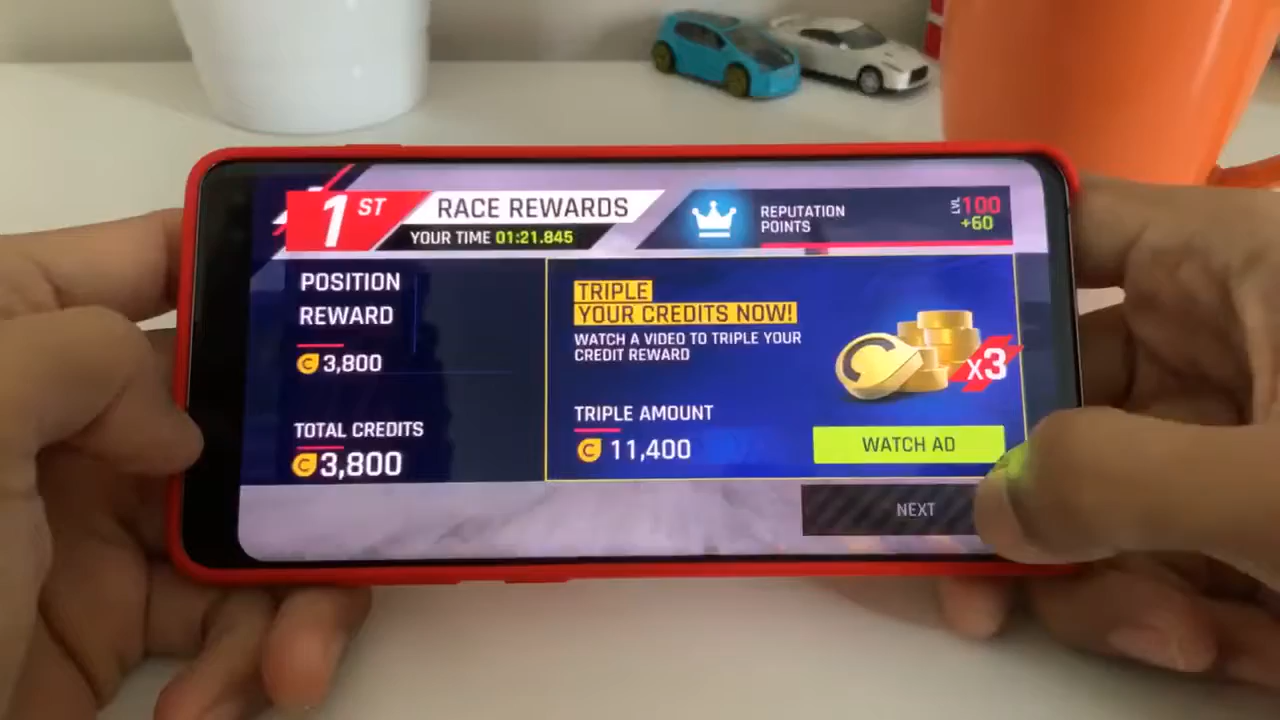 1 ST
RACE REWARDS
YOUR TIME 01:21.845
REPUTATION
POINTS
LVL 100
+60
POSITION
REWARD
3,800
TOTAL CREDITS
3,800
TRIPLE
YOUR CREDITS NOW!
WATCH A VIDEO TO TRIPLE YOUR
CREDIT REWARD
X3
TRIPLE AMOUNT
11,400
WATCH AD
NEXT